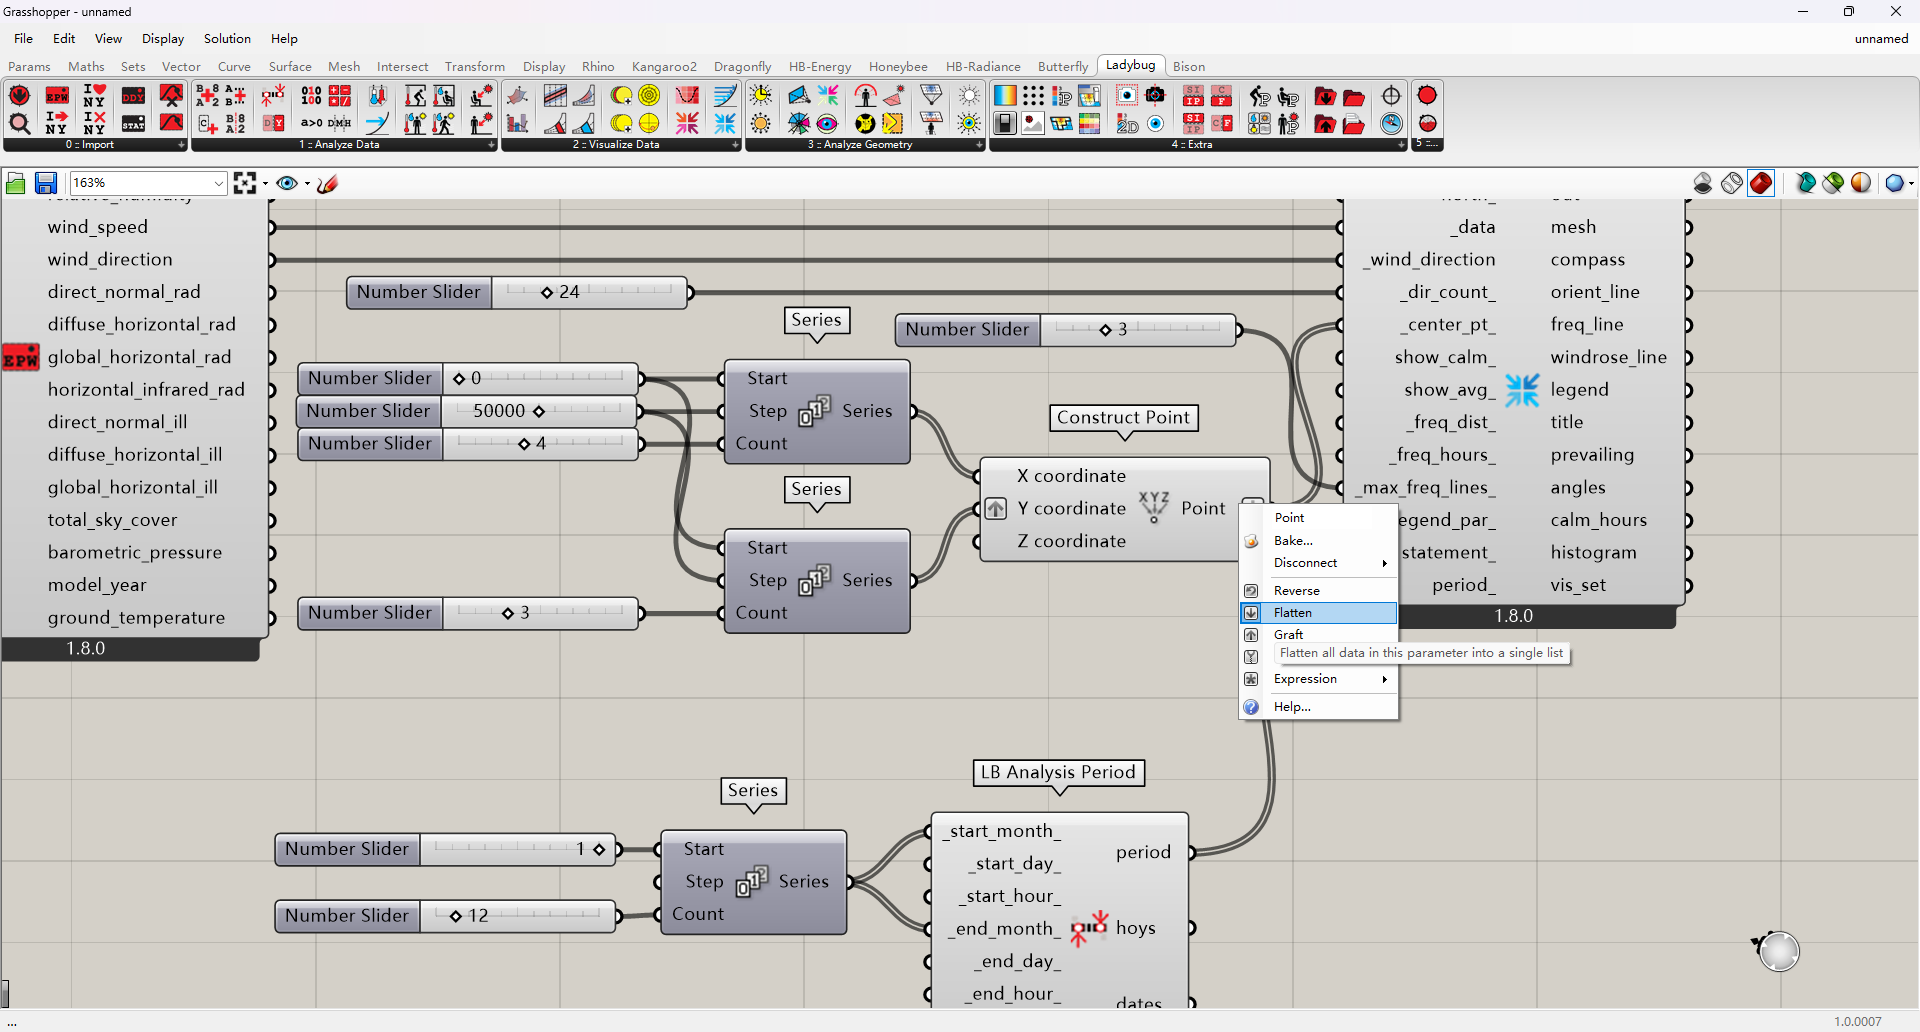 Grasshopper - unnamed
File Edit View Display Solution Help unnamed
Params Maths Sets Vector Curve Surface Mesh Intersect Transform Display Rhino Kangaroo2 Dragonfly HB-Energy Honeybee HB-Radiance Butterfly Ladybug Bison
0 :: Import
1 :: Analyze Data
2 :: Visualize Data
3 :: Analyze Geometry
4 :: Extra
5 ::...
163%
wind_speed
wind_direction
direct_normal_rad
diffuse_horizontal_rad
EPW
global_horizontal_rad
horizontal_infrared_rad
direct_normal_ill
diffuse_horizontal_ill
global_horizontal_ill
total_sky_cover
barometric_pressure
model_year
ground_temperature
1.8.0
Number Slider 24
Number Slider 0
Number Slider 50000
Number Slider 4
Number Slider 3
Series
Start
Step
Series
Count
Series
Start
Step
Series
Count
Number Slider 3
Construct Point
X coordinate
Y coordinate
Z coordinate
XYZ
Point
_data
_wind_direction
_dir_count_
_center_pt_
show_calm_
show_avg_
_freq_dist_
_freq_hours_
_max_freq_lines_
egend_par_
statement_
period_
mesh
compass
orient_line
freq_line
windrose_line
legend
title
prevailing
angles
calm_hours
histogram
vis_set
1.8.0
Point
Bake...
Disconnect
Reverse
Flatten
Graft
Flatten all data in this parameter into a single list
Expression
Help...
Number Slider 1
Number Slider 12
Series
Start
Step
Series
Count
LB Analysis Period
_start_month_
_start_day_
_start_hour_
_end_month_
_end_day_
_end_hour_
period
hoys
dates
...
1.0.0007